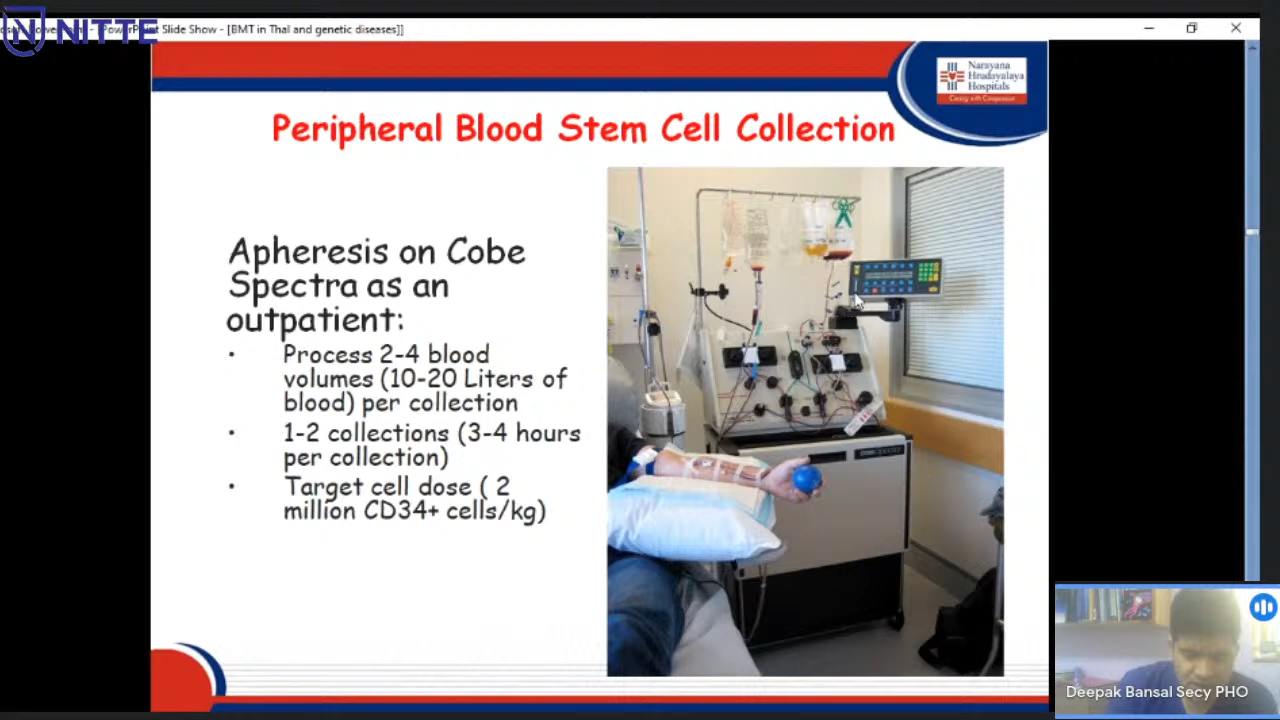 NITTE
PowerPoint Slide Show - [BMT in Thal and genetic diseases]]
Narayana
Hrudayalaya
Hospitals
Caring with Compassion
Peripheral Blood Stem Cell Collection
Apheresis on Cobe
Spectra as an
outpatient:
• Process 2-4 blood
volumes (10-20 Liters of
blood) per collection
• 1-2 collections (3-4 hours
per collection)
• Target cell dose ( 2
million CD34+ cells/kg)
Deepak Bansal Secy PHO